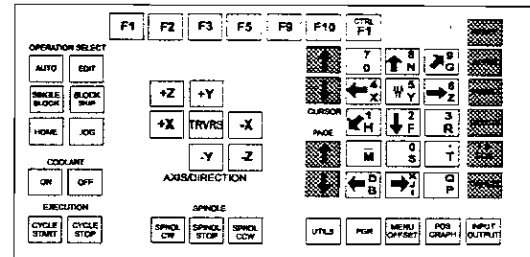 F1 F2 F3 F5 F9 F10 CTRL F1
OPERATION SELECT
AUTO EDIT
SINGLE BLOCK BLOCK SKIP
HOME JOG
COOLANT
ON OFF
EXECUTION
CYCLE START CYCLE STOP
+Z +Y
+X TRVRS -X
-Y -Z
AXIS/DIRECTION
SPINDLE
SPNDL CW SPNDL STOP SPNDL CCW
CURSOR
PAGE
7 O 8 N 9 G
4 X 5 Y 6 Z
1 H 2 F 3 R
M 0 S . T
D B I Q P
UTILS PGR MENU OFFSET POS GRAPH INPUT OUTPUT